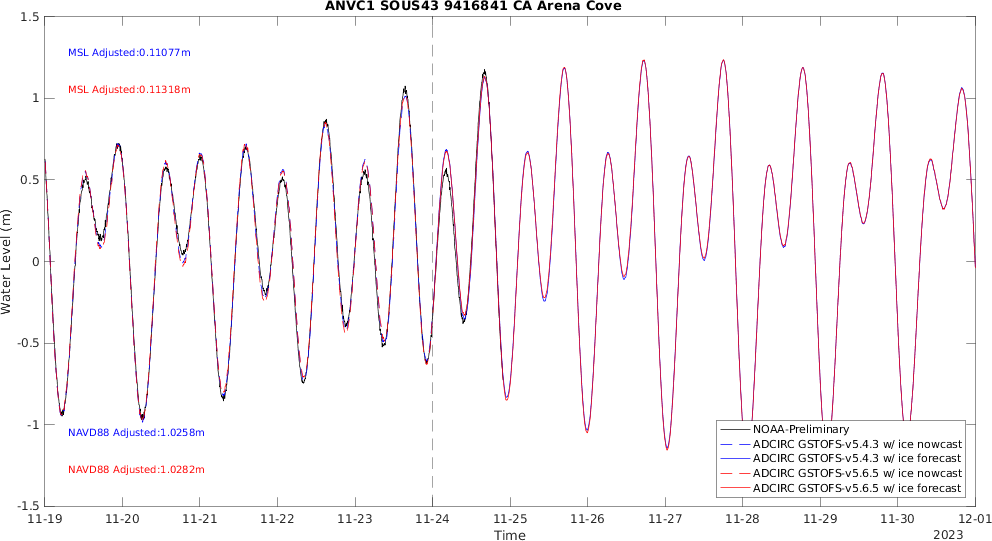 ANVC1 SOUS43 9416841 CA Arena Cove
MSL Adjusted:0.11077m
MSL Adjusted:0.11318m
NAVD88 Adjusted:1.0258m
NAVD88 Adjusted:1.0282m
Water Level (m)
1.5
1
0.5
0
-0.5
-1
-1.5
NOAA-Preliminary
ADCIRC GSTOFS-v5.4.3 w/ ice nowcast
ADCIRC GSTOFS-v5.4.3 w/ ice forecast
ADCIRC GSTOFS-v5.6.5 w/ ice nowcast
ADCIRC GSTOFS-v5.6.5 w/ ice forecast
11-19 11-20 11-21 11-22 11-23 11-24 11-25 11-26 11-27 11-28 11-29 11-30 12-01
Time
2023